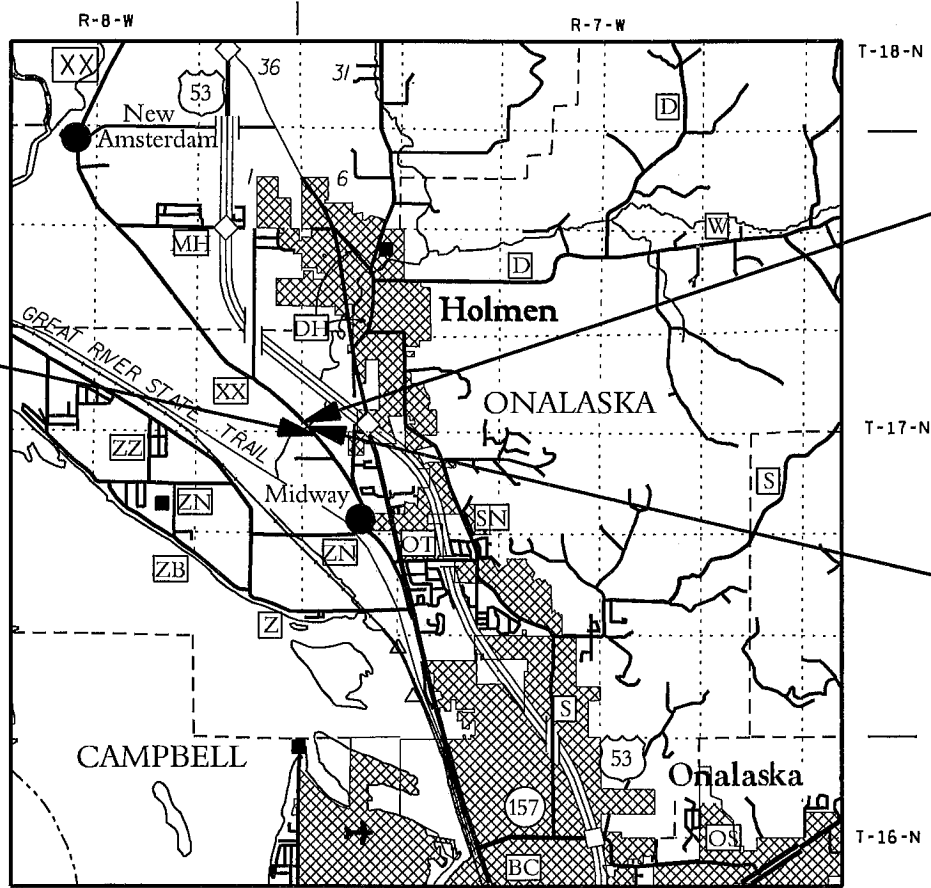 R-8-W
R-7-W
T-18-N
XX
36
31
53
New
Amsterdam
D
1
6
W
MH
D
Holmen
DH
GREAT RIVER STATE TRAIL
XX
ONALASKA
T-17-N
ZZ
S
ZN
Midway
SN
ZN
OT
ZB
Z
S
CAMPBELL
53
Onalaska
157
OS
T-16-N
BC